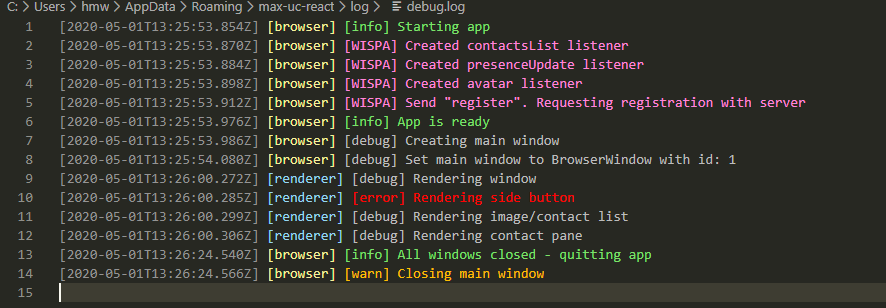 C: > Users > hmw > AppData > Roaming > max-uc-react > log > debug.log
1 [2020-05-01T13:25:53.854Z] [browser] [info] Starting app
2 [2020-05-01T13:25:53.870Z] [browser] [WISPA] Created contactsList listener
3 [2020-05-01T13:25:53.884Z] [browser] [WISPA] Created presenceUpdate listener
4 [2020-05-01T13:25:53.898Z] [browser] [WISPA] Created avatar listener
5 [2020-05-01T13:25:53.912Z] [browser] [WISPA] Send "register". Requesting registration with server
6 [2020-05-01T13:25:53.976Z] [browser] [info] App is ready
7 [2020-05-01T13:25:53.986Z] [browser] [debug] Creating main window
8 [2020-05-01T13:25:54.080Z] [browser] [debug] Set main window to BrowserWindow with id: 1
9 [2020-05-01T13:26:00.272Z] [renderer] [debug] Rendering window
10 [2020-05-01T13:26:00.285Z] [renderer] [error] Rendering side button
11 [2020-05-01T13:26:00.299Z] [renderer] [debug] Rendering image/contact list
12 [2020-05-01T13:26:00.306Z] [renderer] [debug] Rendering contact pane
13 [2020-05-01T13:26:24.540Z] [browser] [info] All windows closed - quitting app
14 [2020-05-01T13:26:24.566Z] [browser] [warn] Closing main window
15